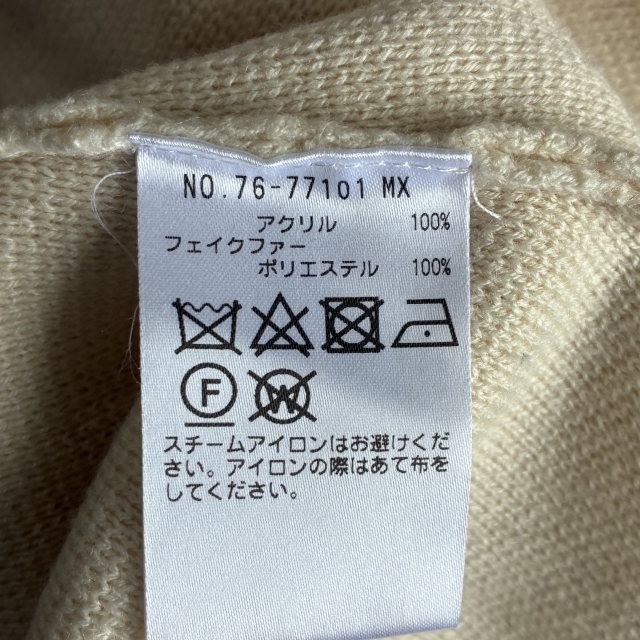 NO.76-77101 MX
アクリル 100%
フェイクファー
ポリエステル 100%
F W
スチームアイロンはお避けくだ
さい。アイロンの際はあて布を
してください。